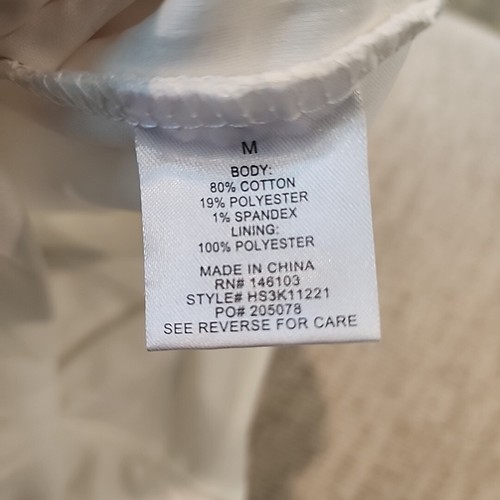 M
BODY:
80% COTTON
19% POLYESTER
1% SPANDEX
LINING:
100% POLYESTER
MADE IN CHINA
RN# 146103
STYLE# HS3K11221
PO# 205078
SEE REVERSE FOR CARE